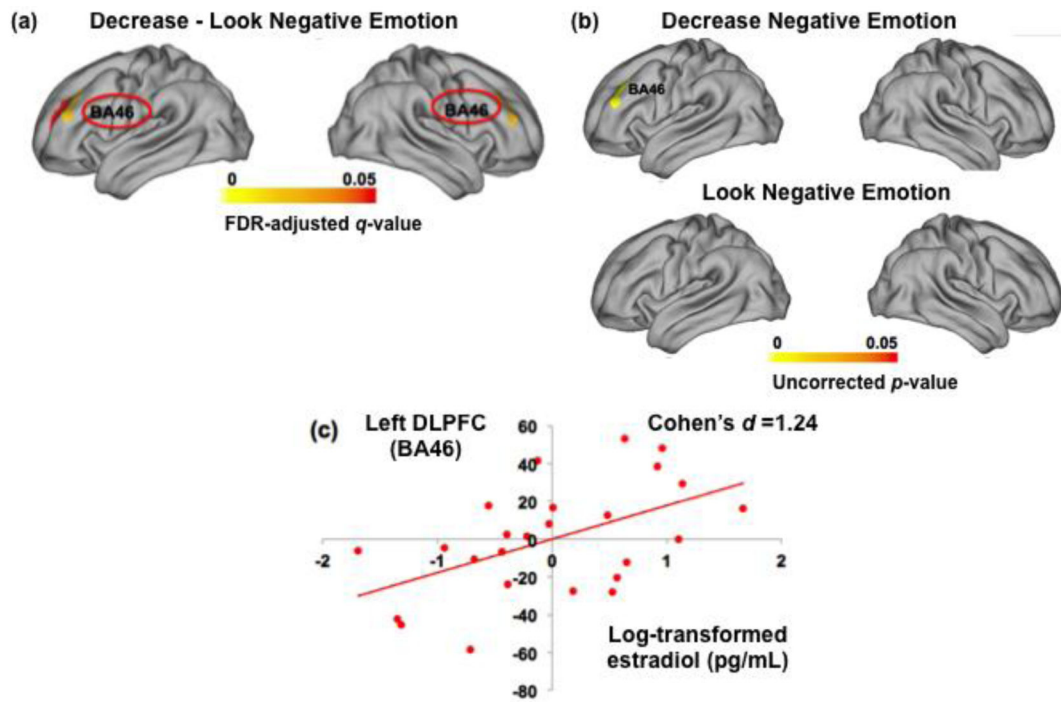 (a) Decrease - Look Negative Emotion
BA46
BA46
0 0.05
FDR-adjusted q-value
(b) Decrease Negative Emotion
BA46
Look Negative Emotion
0 0.05
Uncorrected p-value
(c) Left DLPFC
(BA46)
Cohen's d =1.24
60
40
20
0
-20
-40
-60
-80
-2 -1 0 1 2
Log-transformed
estradiol (pg/mL)